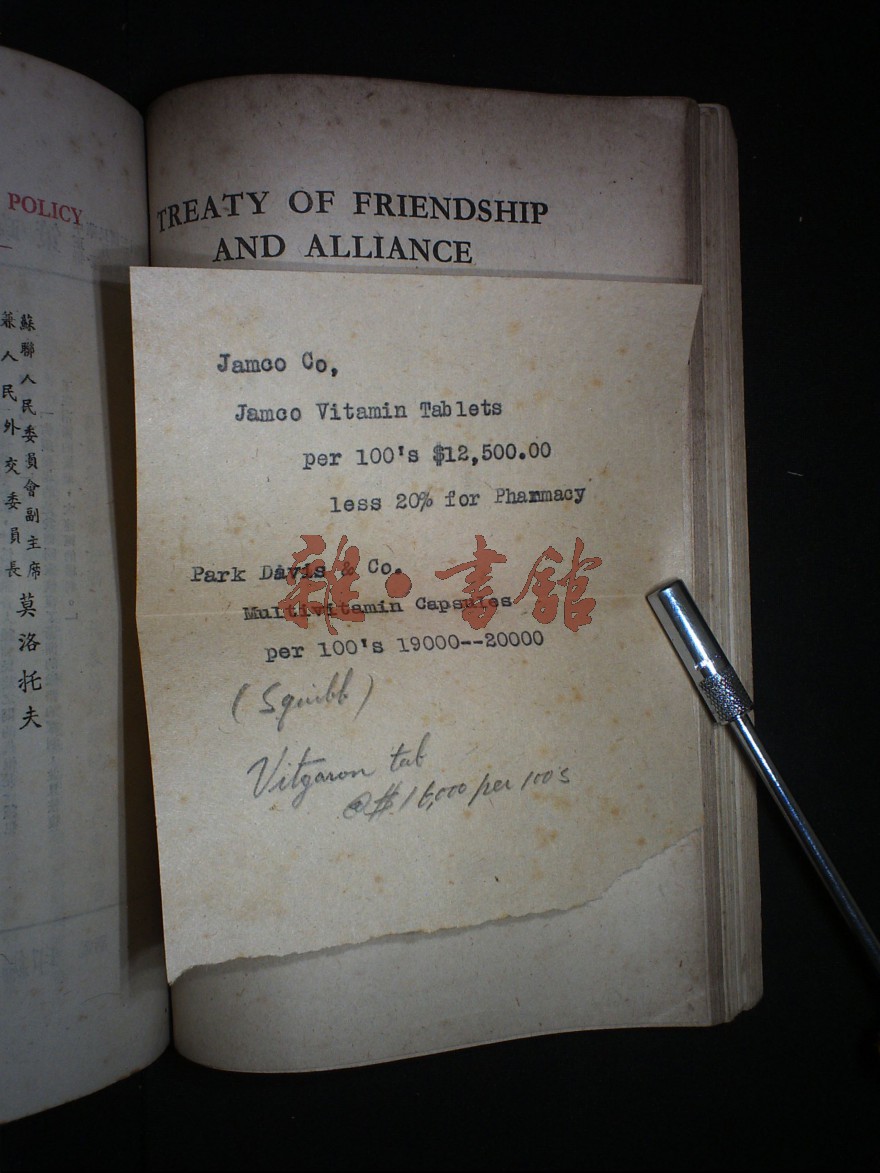 POLICY
蘇聯人民委員會副主席
兼人民外交委員長
莫洛托夫
TREATY OF FRIENDSHIP
AND ALLIANCE
Jamco Co,
Jamco Vitamin Tablets
per 100's $12,500.00
less 20% for Pharmacy
Park Davis & Co.
Multivitamin Capsules
per 100's 19000--20000
(Squibb)
tab
@ $16,000 per 100's
雜·書館